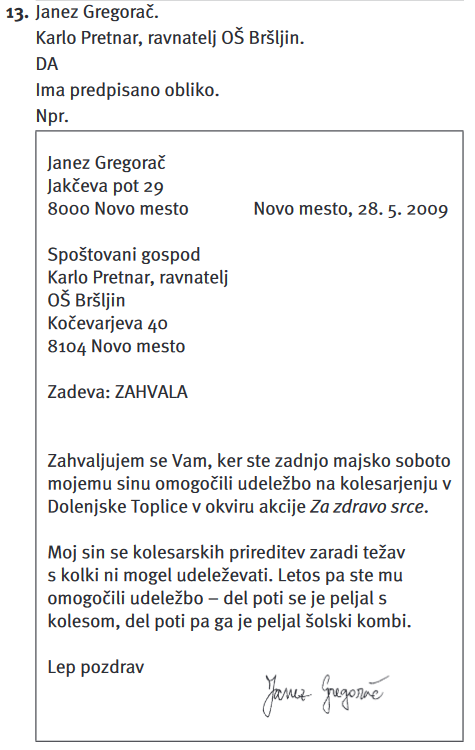 13. Janez Gregorač.
Karlo Pretnar, ravnatelj OŠ Bršljin.
DA
Ima predpisano obliko.
Npr.
Janez Gregorač
Jakčeva pot 29
8000 Novo mesto Novo mesto, 28. 5. 2009
Spoštovani gospod
Karlo Pretnar, ravnatelj
OŠ Bršljin
Kočevarjeva 40
8104 Novo mesto
Zadeva: ZAHVALA
Zahvaljujem se Vam, ker ste zadnjo majsko soboto
mojemu sinu omogočili udeležbo na kolesarjenju v
Dolenjske Toplice v okviru akcije Za zdravo srce.
Moj sin se kolesarskih prireditev zaradi težav
s kolki ni mogel udeleževati. Letos pa ste mu
omogočili udeležbo – del poti se je peljal s
kolesom, del poti pa ga je peljal šolski kombi.
Lep pozdrav
Janez Gregorač